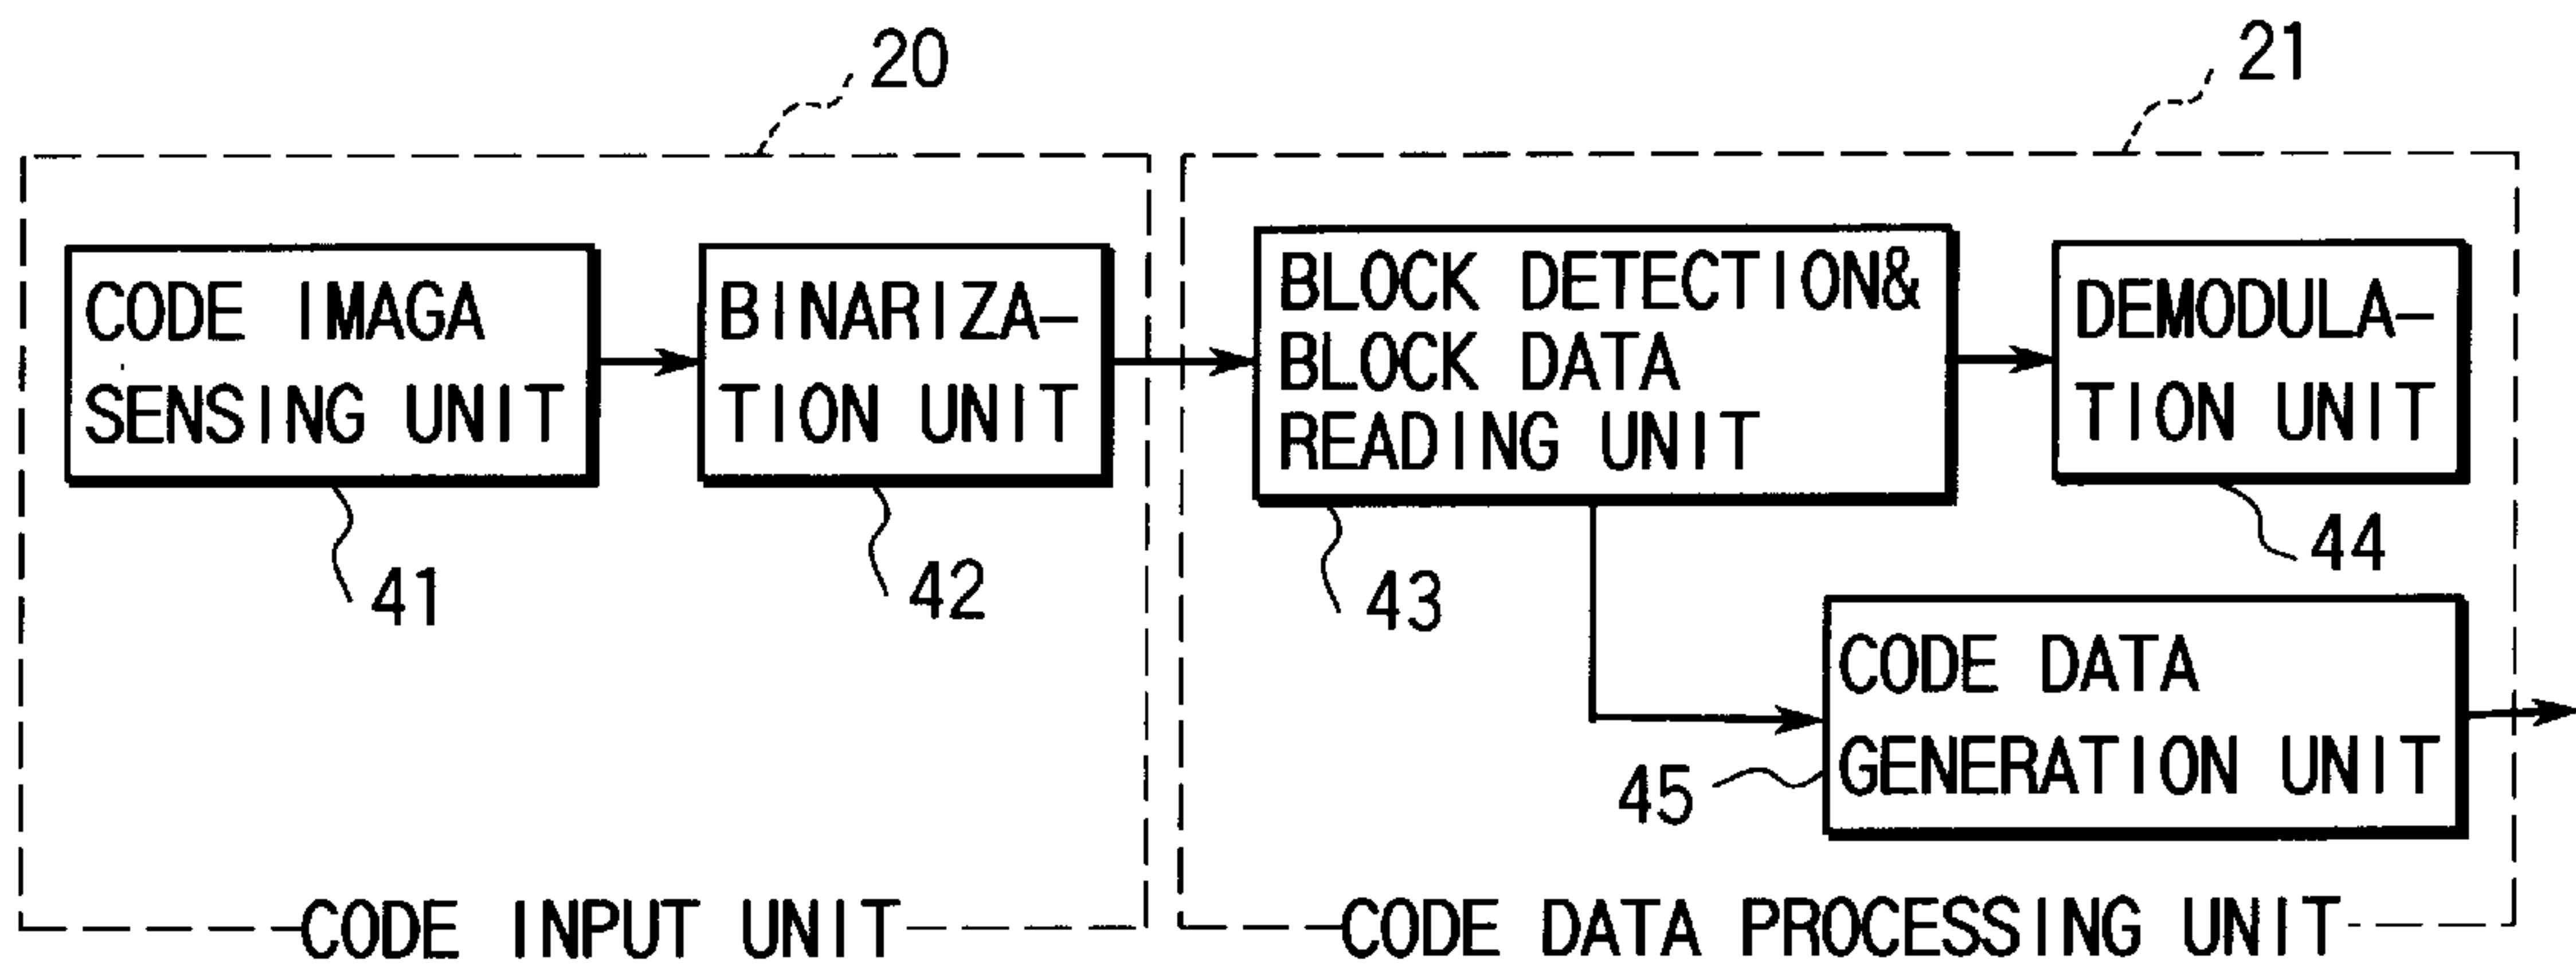 20
21
CODE IMAGA
SENSING UNIT
41
BINARIZA-
TION UNIT
42
BLOCK DETECTION&
BLOCK DATA
READING UNIT
43
DEMODULA-
TION UNIT
44
CODE DATA
GENERATION UNIT
45
CODE INPUT UNIT
CODE DATA PROCESSING UNIT